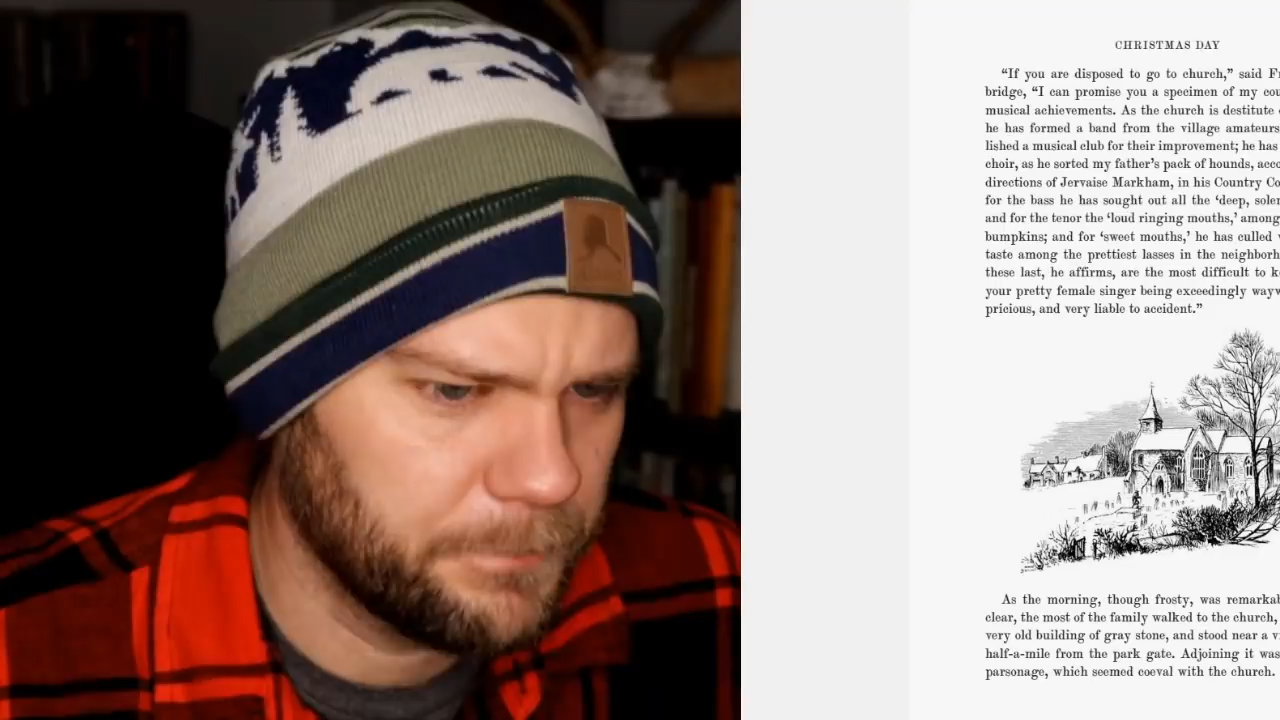 CHRISTMAS DAY
“If you are disposed to go to church,” said
bridge, “I can promise you a specimen of my
musical achievements. As the church is destitute
he has formed a band from the village amateurs
lished a musical club for their improvement; he has
choir, as he sorted my father’s pack of hounds,
directions of Jervaise Markham, in his Country
for the bass he has sought out all the ‘deep,
and for the tenor the ‘loud ringing mouths,’ among
bumpkins; and for ‘sweet mouths,’ he has culled
taste among the prettiest lasses in the
these last, he affirms, are the most difficult to
your pretty female singer being exceedingly
pricious, and very liable to accident.”
As the morning, though frosty, was
clear, the most of the family walked to the church,
very old building of gray stone, and stood near a
half-a-mile from the park gate. Adjoining it was
parsonage, which seemed coeval with the church.